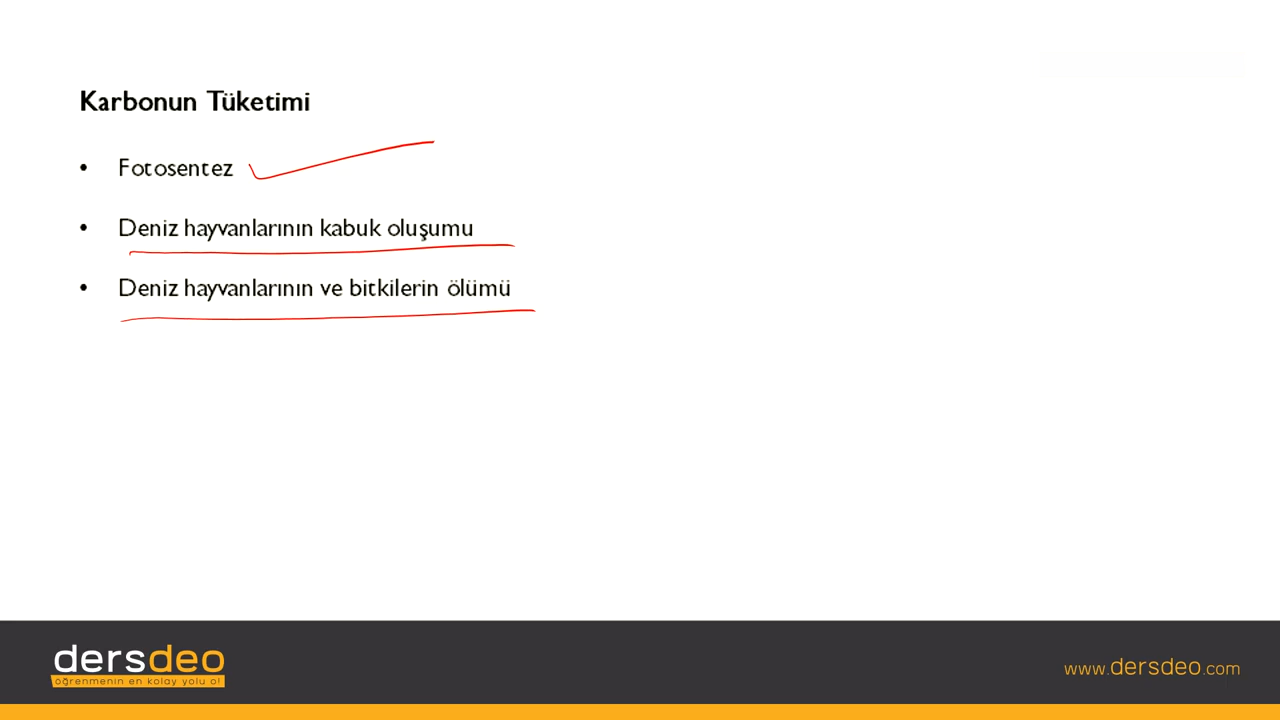 Karbonun Tüketimi
• Fotosentez
• Deniz hayvanlarının kabuk oluşumu
• Deniz hayvanlarının ve bitkilerin ölümü
dersdeo
öğrenmenin en kolay yolu o!
www.dersdeo.com